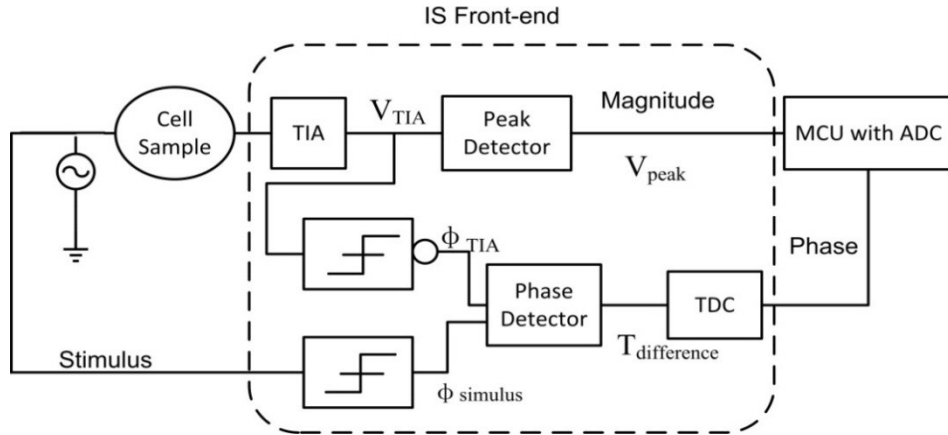 IS Front-end
Cell
Sample
TIA
V_TIA
Peak
Detector
Magnitude
V_peak
MCU with ADC
ϕ_TIA
Phase
Detector
TDC
Phase
T_difference
Stimulus
ϕ_simulus